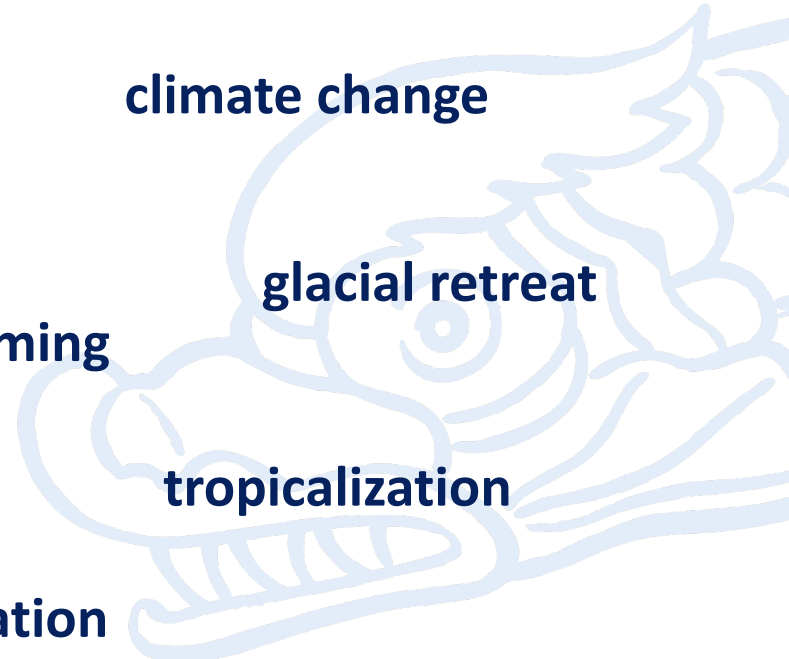 climate change
glacial retreat
ming
tropicalization
ation